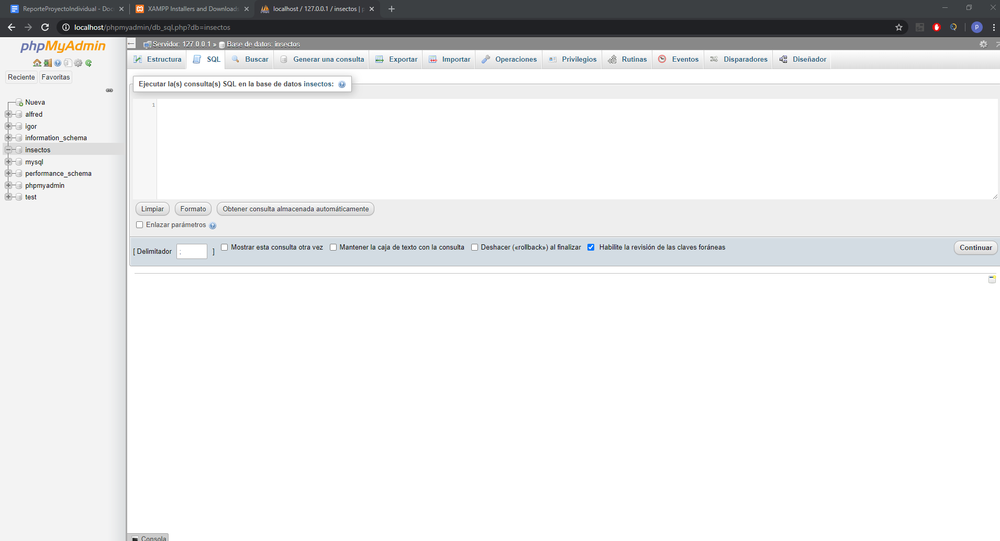 ReporteProyectoIndividual - Doc
XAMPP Installers and Downloads
localhost / 127.0.0.1 / insectos | p
localhost/phpmyadmin/db_sql.php?db=insectos
p
phpMyAdmin
Reciente
Favoritas
Nueva
alfred
igor
information_schema
insectos
mysql
performance_schema
phpmyadmin
test
Servidor: 127.0.0.1 » Base de datos: insectos
Estructura
SQL
Buscar
Generar una consulta
Exportar
Importar
Operaciones
Privilegios
Rutinas
Eventos
Disparadores
Diseñador
Ejecutar la(s) consulta(s) SQL en la base de datos insectos:
1
Limpiar
Formato
Obtener consulta almacenada automáticamente
Enlazar parámetros
[ Delimitador ; ]
Mostrar esta consulta otra vez
Mantener la caja de texto con la consulta
Deshacer («rollback») al finalizar
Habilite la revisión de las claves foráneas
Continuar
Consola